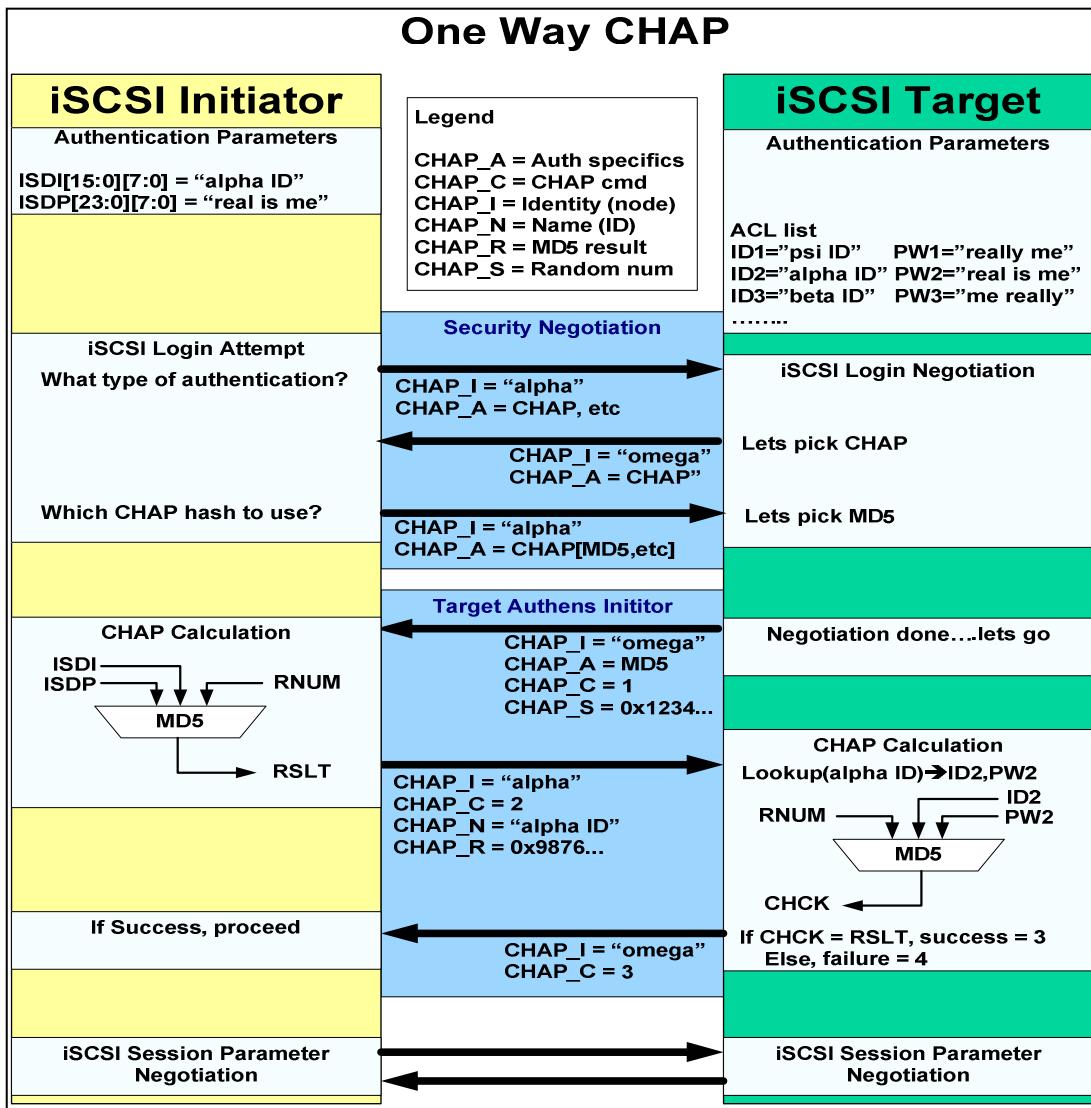 One Way CHAP
iSCSI Initiator
Authentication Parameters
ISDI[15:0][7:0] = “alpha ID”
ISDP[23:0][7:0] = “real is me”
Legend
CHAP_A = Auth specifics
CHAP_C = CHAP cmd
CHAP_I = Identity (node)
CHAP_N = Name (ID)
CHAP_R = MD5 result
CHAP_S = Random num
iSCSI Target
Authentication Parameters
ACL list
ID1=”psi ID” PW1=”really me”
ID2=”alpha ID” PW2=”real is me”
ID3=”beta ID” PW3=”me really”
……..
Security Negotiation
iSCSI Login Attempt
What type of authentication?
CHAP_I = “alpha”
CHAP_A = CHAP, etc
iSCSI Login Negotiation
CHAP_I = “omega”
CHAP_A = CHAP”
Lets pick CHAP
Which CHAP hash to use?
CHAP_I = “alpha”
CHAP_A = CHAP[MD5,etc]
Lets pick MD5
Target Authens Inititor
CHAP_I = “omega”
CHAP_A = MD5
CHAP_C = 1
CHAP_S = 0x1234...
Negotiation done….lets go
CHAP Calculation
ISDI
ISDP
RNUM
MD5
RSLT
CHAP_I = “alpha”
CHAP_C = 2
CHAP_N = “alpha ID”
CHAP_R = 0x9876...
CHAP Calculation
Lookup(alpha ID)➔ID2,PW2
RNUM
ID2
PW2
MD5
CHCK
If CHCK = RSLT, success = 3
Else, failure = 4
If Success, proceed
CHAP_I = “omega”
CHAP_C = 3
iSCSI Session Parameter
Negotiation
iSCSI Session Parameter
Negotiation